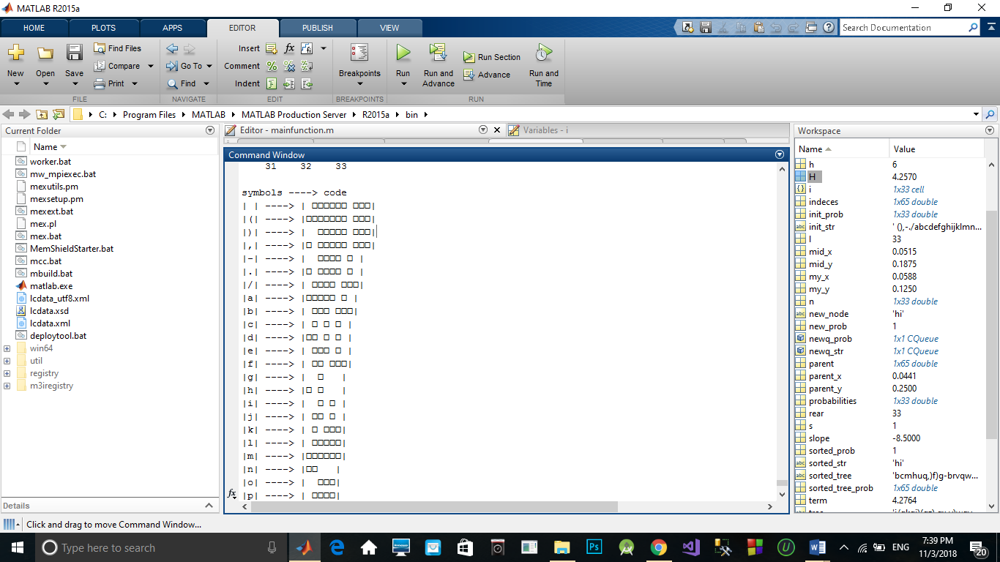 MATLAB R2015a
HOME PLOTS APPS EDITOR PUBLISH VIEW
Search Documentation
New Open Save Find Files Compare Print
Go To Find
Insert fx
Comment
Indent
Breakpoints
Run Run and Advance Run Section Advance Run and Time
FILE NAVIGATE EDIT BREAKPOINTS RUN
C: Program Files MATLAB MATLAB Production Server R2015a bin
Current Folder
Name
worker.bat
mw_mpiexec.bat
mexutils.pm
mexsetup.pm
mexext.bat
mex.pl
mex.bat
MemShieldStarter.bat
mcc.bat
mbuild.bat
matlab.exe
lcdata_utf8.xml
lcdata.xsd
lcdata.xml
deploytool.bat
win64
util
registry
m3iregistry
Details
Editor - mainfunction.m
Variables - i
Command Window
31 32 33
symbols ----> code
| | ----> | □□□□□□ □□□|
|(| ----> |□□□□□□□ □□□|
|)| ----> |  □□□□□ □□□|
|,| ----> |□ □□□□□ □□□|
|-| ----> |  □□□□ □ |
|.| ----> |□ □□□□ □ |
|/| ----> | □□□□ □□□|
|a| ----> |□□□□□ □ |
|b| ----> | □□□ □□□|
|c| ----> | □ □ □ |
|d| ----> |□□ □ □ |
|e| ----> | □□□ □ |
|f| ----> | □□ □□□|
|g| ----> |  □   |
|h| ----> |□ □   |
|i| ----> |  □ □ |
|j| ----> | □□ □ |
|k| ----> | □ □□□|
|l| ----> | □□□□□|
|m| ----> |□□□□□□|
|n| ----> |□□   |
|o| ----> |  □□□|
|p| ----> | □□□□|
fx
Workspace
Name Value
h 6
H 4.2570
i 1x33 cell
indeces 1x65 double
init_prob 1x33 double
init_str ' (),-./abcdefghijklmn...
l 33
mid_x 0.0515
mid_y 0.1875
my_x 0.0588
my_y 0.1250
n 1x33 double
new_node 'hi'
new_prob 1
newq_prob 1x1 CQueue
newq_str 1x1 CQueue
parent 1x65 double
parent_x 0.0441
parent_y 0.2500
probabilities 1x33 double
rear 33
s 1
slope -8.5000
sorted_prob 1
sorted_str 'hi'
sorted_tree 'bcmhuq,)f)g-brvqw...
sorted_tree_prob 1x65 double
term 4.2764
Click and drag to move Command Window...
Type here to search
ENG
7:39 PM
11/3/2018
20